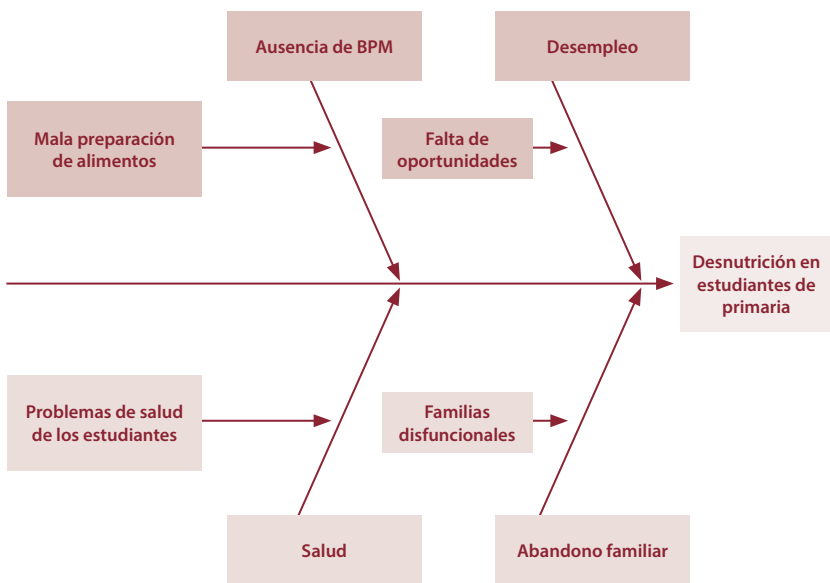 Ausencia de BPM
Desempleo
Mala preparación
de alimentos
Falta de
oportunidades
Desnutrición en
estudiantes de
primaria
Problemas de salud
de los estudiantes
Familias
disfuncionales
Salud
Abandono familiar